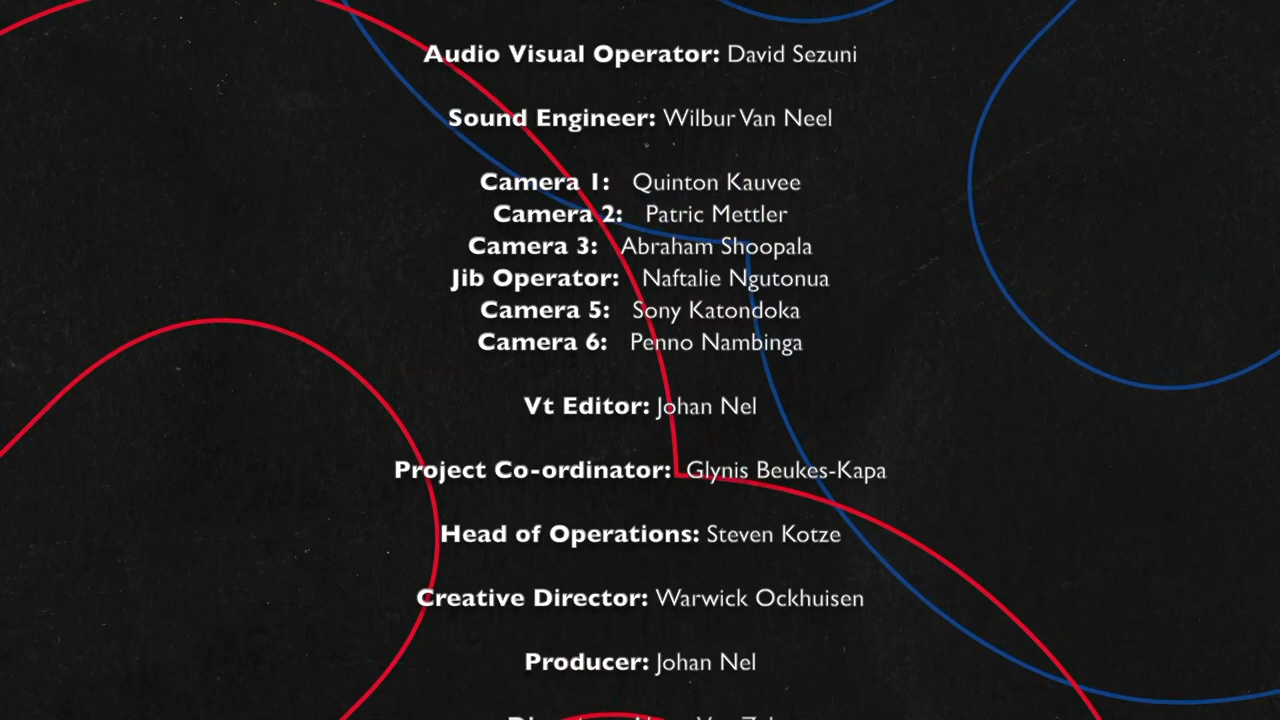 Audio Visual Operator: David Sezuni
Sound Engineer: Wilbur Van Neel
Camera 1: Quinton Kauvee
Camera 2: Patric Mettler
Camera 3: Abraham Shoopala
Jib Operator: Naftalie Ngutonua
Camera 5: Sony Katondoka
Camera 6: Penno Nambinga
Vt Editor: Johan Nel
Project Co-ordinator: Glynis Beukes-Kapa
Head of Operations: Steven Kotze
Creative Director: Warwick Ockhuisen
Producer: Johan Nel